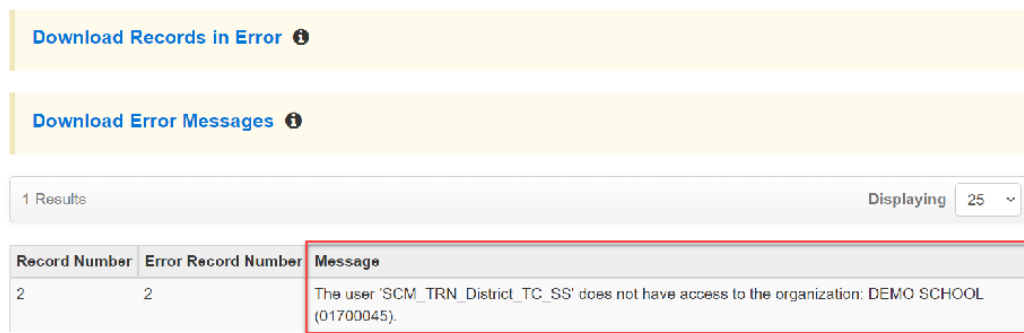 Download Records in Error
Download Error Messages
1 Results Displaying 25
Record Number Error Record Number Message
2 2 The user 'SCM_TRN_District_TC_SS' does not have access to the organization: DEMO SCHOOL
(01700045).